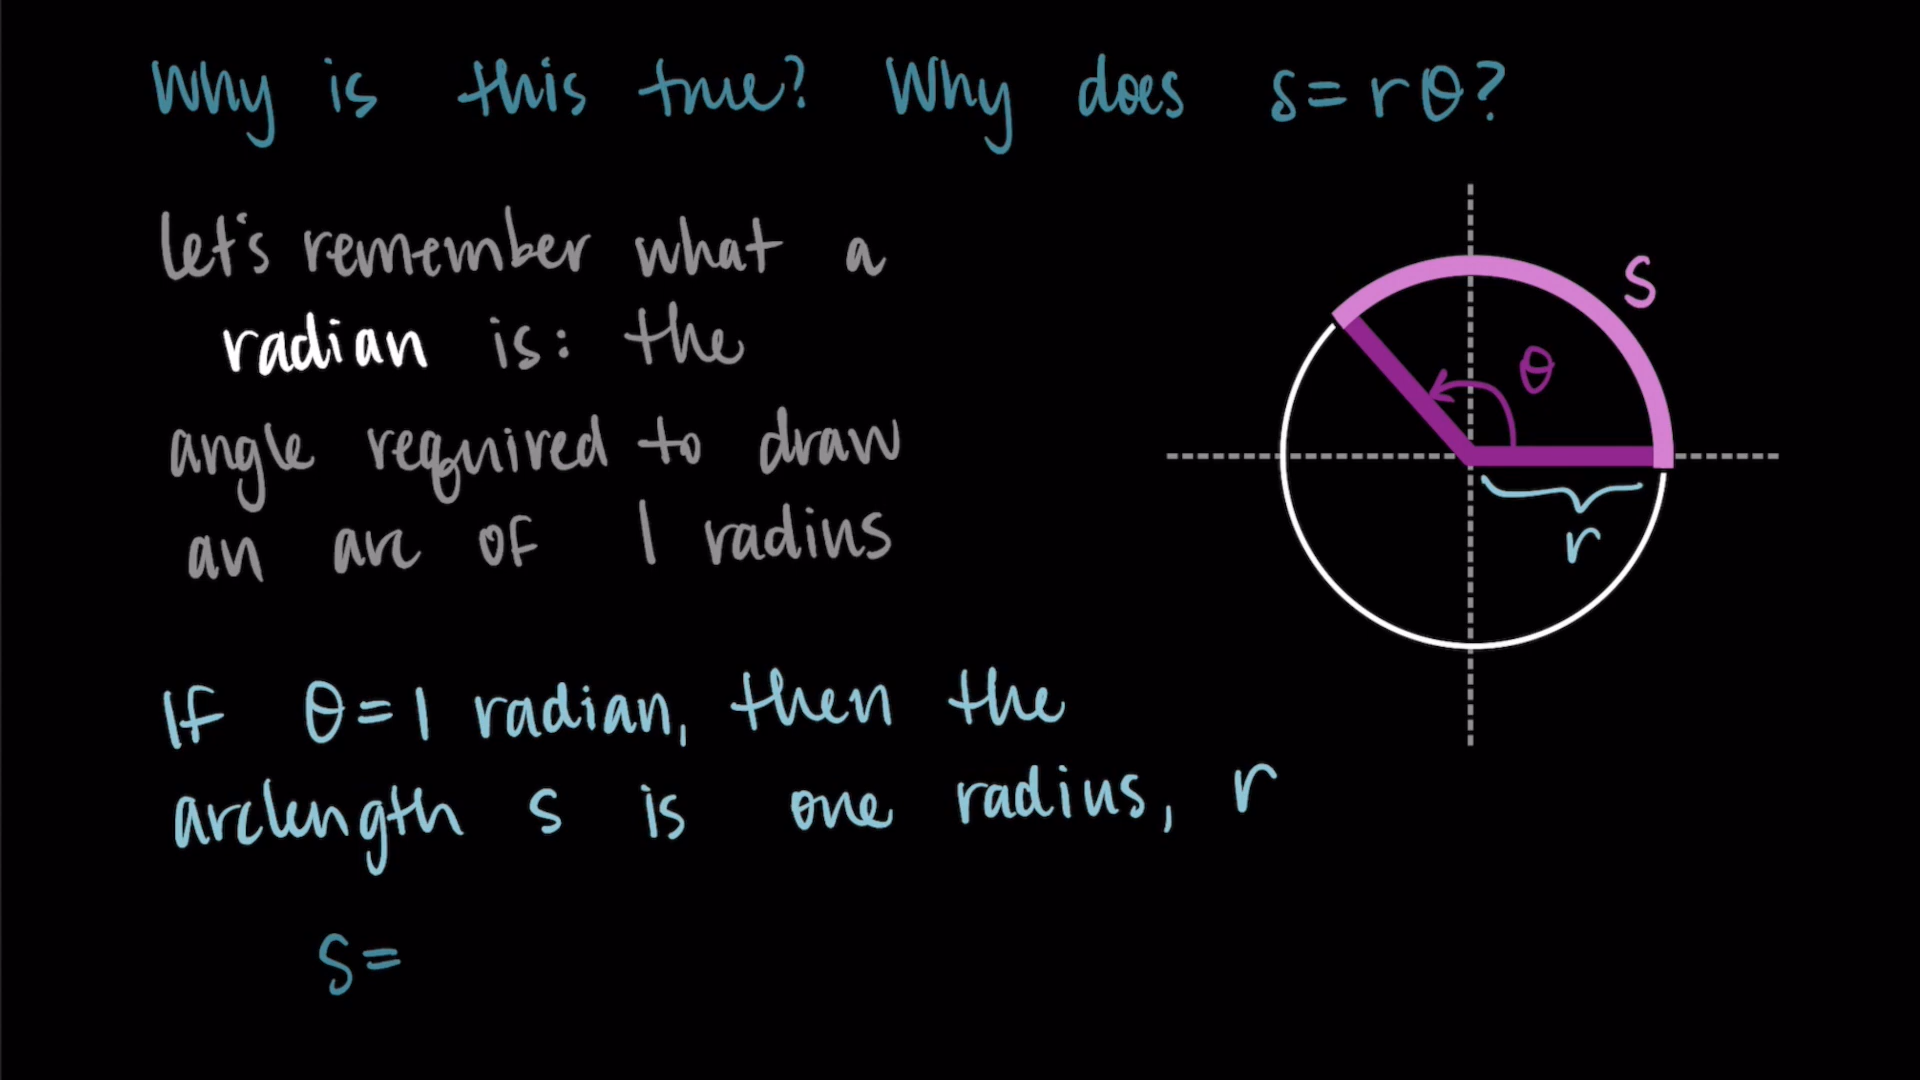 Why is this true? Why does s=rθ?
Let's remember what a
radian is: the
angle required to draw
an arc of 1 radius
If θ=1 radian, then the
arclength s is one radius, r
s=
s
θ
r